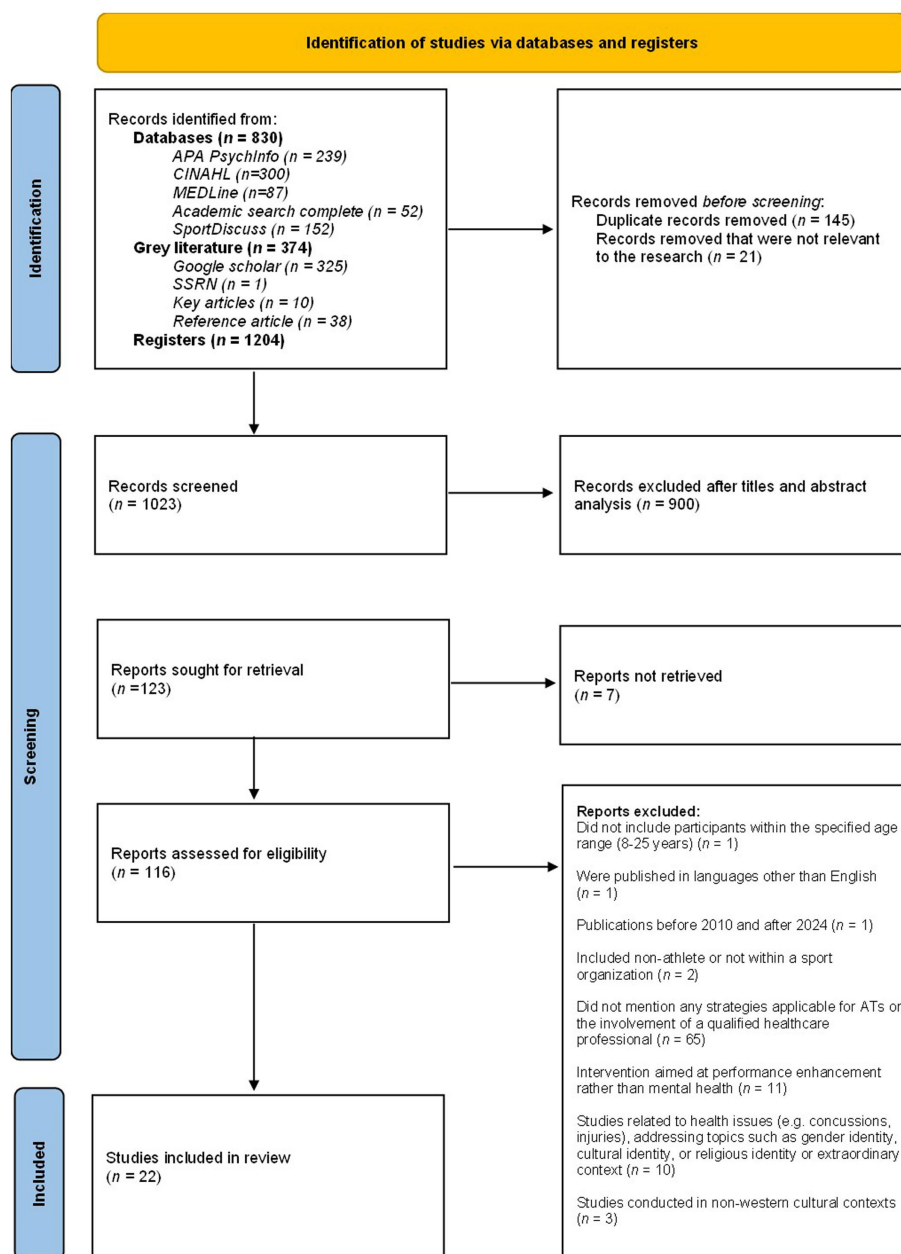 Identification of studies via databases and registers
Identification
Records identified from:
Databases (n = 830)
APA PsychInfo (n = 239)
CINAHL (n=300)
MEDLine (n=87)
Academic search complete (n = 52)
SportDiscuss (n = 152)
Grey literature (n = 374)
Google scholar (n = 325)
SSRN (n = 1)
Key articles (n = 10)
Reference article (n = 38)
Registers (n = 1204)
Records removed before screening:
Duplicate records removed (n = 145)
Records removed that were not relevant
to the research (n = 21)
Screening
Records screened
(n = 1023)
Records excluded after titles and abstract
analysis (n = 900)
Reports sought for retrieval
(n =123)
Reports not retrieved
(n = 7)
Reports assessed for eligibility
(n = 116)
Reports excluded:
Did not include participants within the specified age
range (8-25 years) (n = 1)
Were published in languages other than English
(n = 1)
Publications before 2010 and after 2024 (n = 1)
Included non-athlete or not within a sport
organization (n = 2)
Did not mention any strategies applicable for ATs or
the involvement of a qualified healthcare
professional (n = 65)
Intervention aimed at performance enhancement
rather than mental health (n = 11)
Studies related to health issues (e.g. concussions,
injuries), addressing topics such as gender identity,
cultural identity, or religious identity or extraordinary
context (n = 10)
Studies conducted in non-western cultural contexts
(n = 3)
Included
Studies included in review
(n = 22)